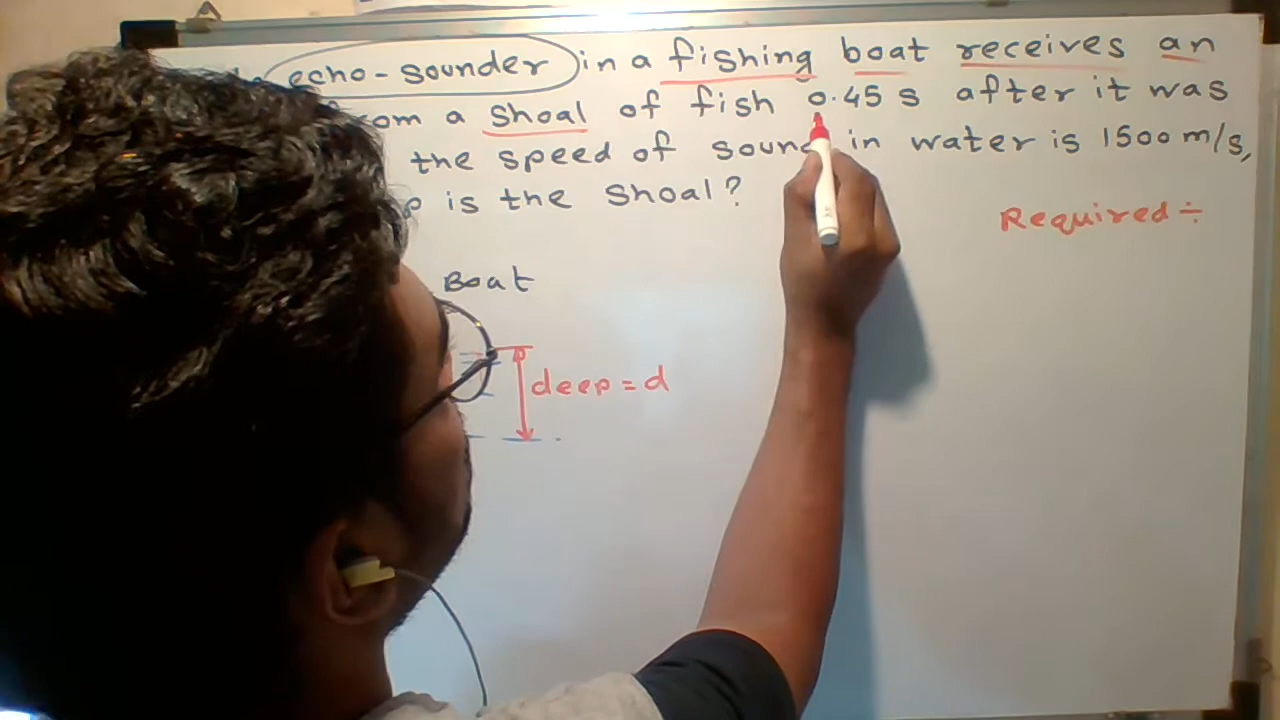 echo-sounder in a fishing boat receives an
om a shoal of fish 0.45 s after it was
the speed of sound in water is 1500 m/s,
p is the shoal?
Required ÷
Boat
deep = d